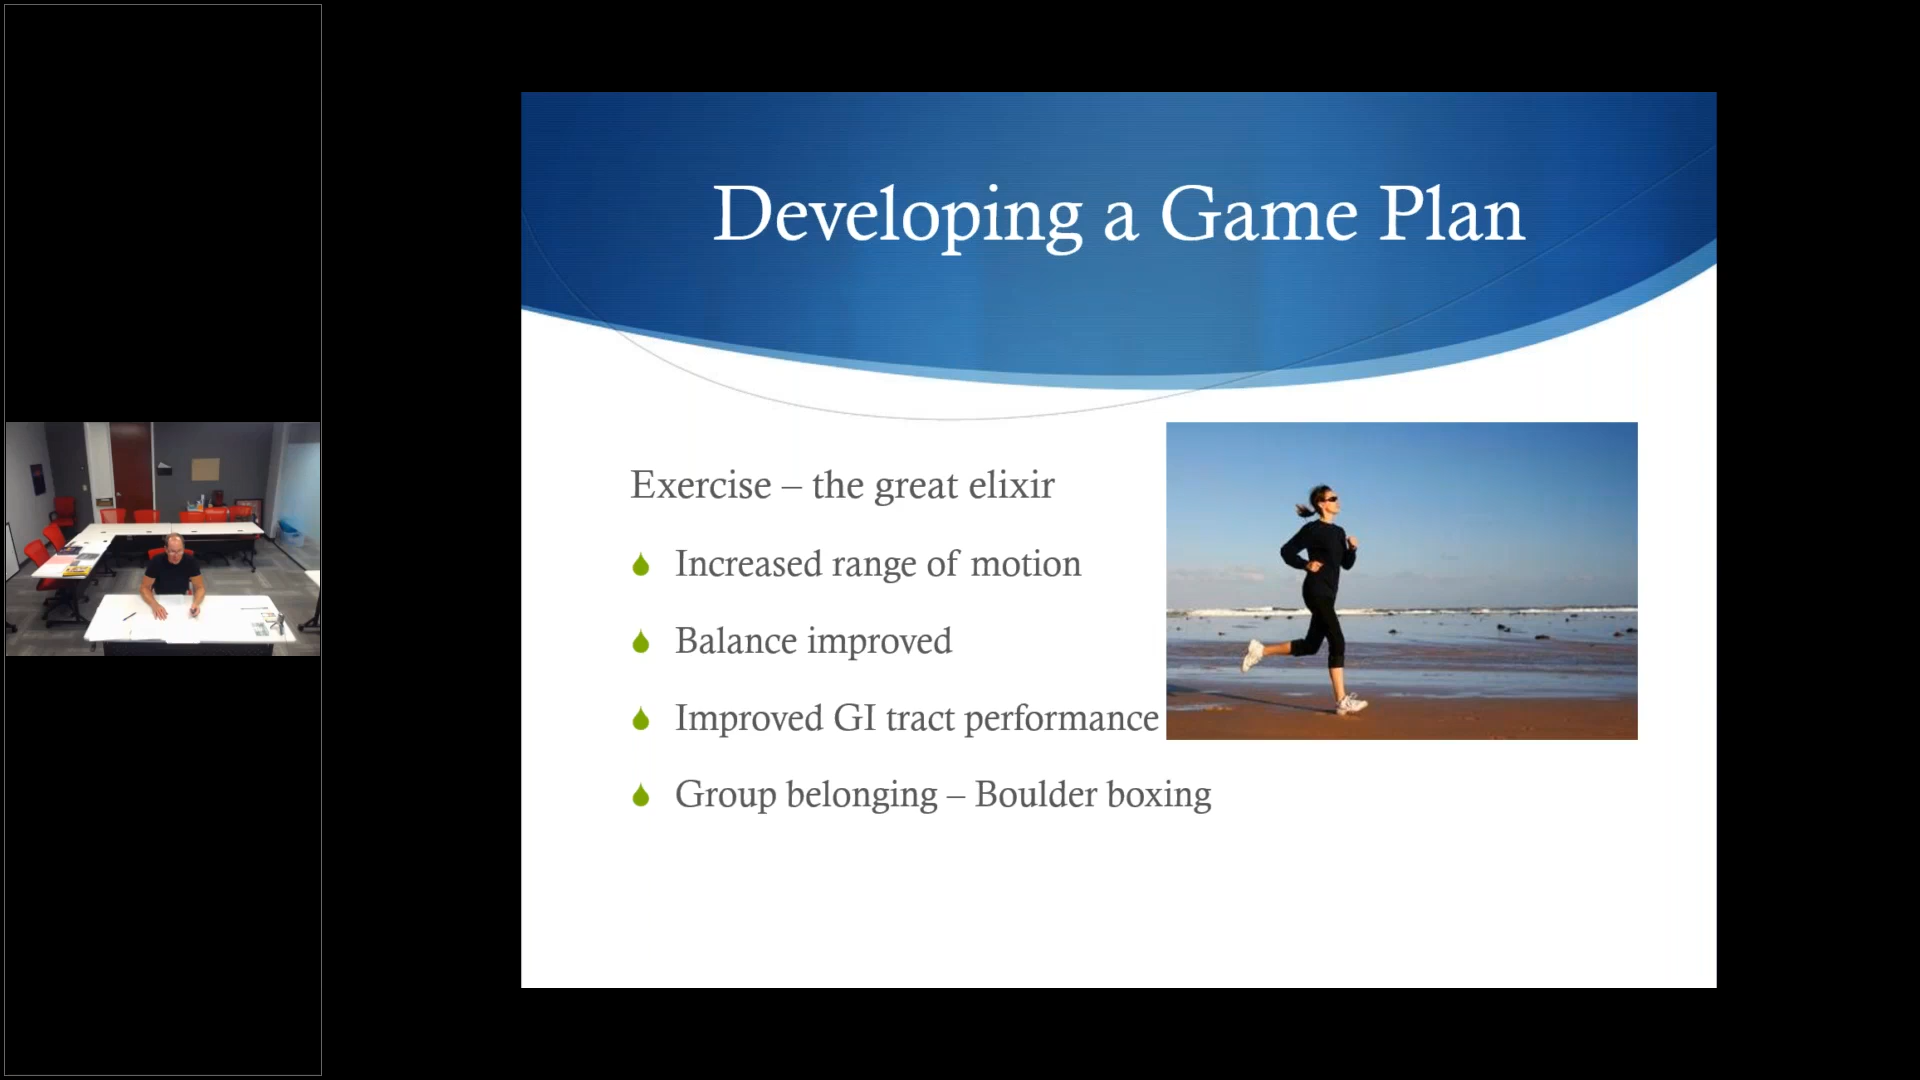 Developing a Game Plan
Exercise – the great elixir
Increased range of motion
Balance improved
Improved GI tract performance
Group belonging – Boulder boxing